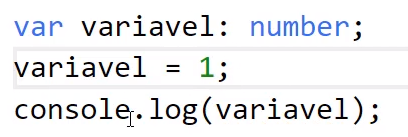 var variavel: number;
variavel = 1;
console.log(variavel);